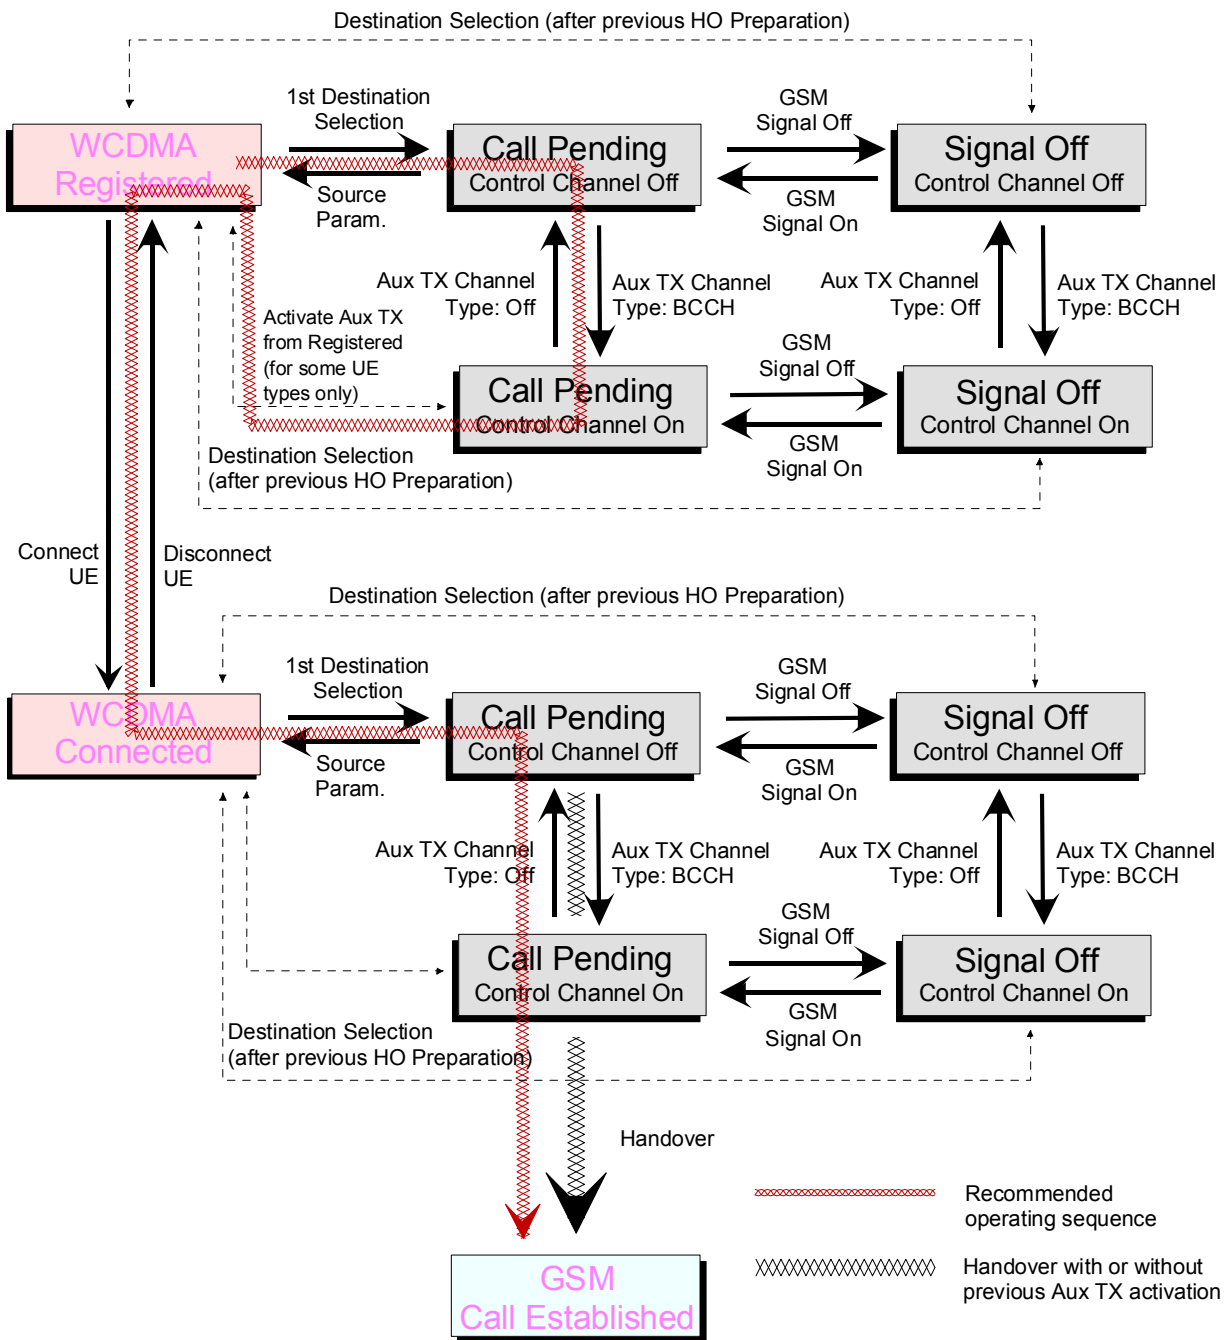 Destination Selection (after previous HO Preparation)
1st Destination
Selection
GSM
Signal Off
WCDMA
Registered
Call Pending
Control Channel Off
Signal Off
Control Channel Off
Source
Param.
GSM
Signal On
Aux TX Channel
Type: Off
Aux TX Channel
Type: BCCH
Aux TX Channel
Type: Off
Aux TX Channel
Type: BCCH
Activate Aux TX
from Registered
(for some UE
types only)
GSM
Signal Off
Call Pending
Control Channel On
Signal Off
Control Channel On
GSM
Signal On
Destination Selection
(after previous HO Preparation)
Connect
UE
Disconnect
UE
Destination Selection (after previous HO Preparation)
1st Destination
Selection
GSM
Signal Off
WCDMA
Connected
Call Pending
Control Channel Off
Signal Off
Control Channel Off
Source
Param.
GSM
Signal On
Aux TX Channel
Type: Off
Aux TX Channel
Type: BCCH
Aux TX Channel
Type: Off
Aux TX Channel
Type: BCCH
GSM
Signal Off
Call Pending
Control Channel On
Signal Off
Control Channel On
GSM
Signal On
Destination Selection
(after previous HO Preparation)
Handover
Recommended
operating sequence
Handover with or without
previous Aux TX activation
GSM
Call Established